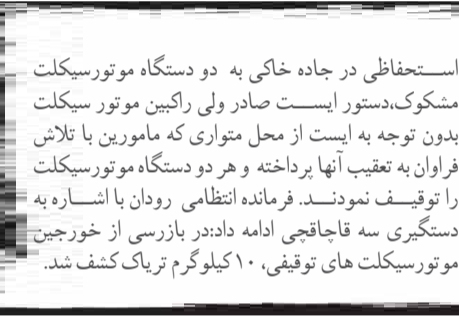 استحفاظی در جاده خاکی به دو دستگاه موتورسیکلت
مشکوک،دستور ایست صادر ولی راکبین موتور سیکلت
بدون توجه به ایست از محل متواری که مامورین با تلاش
فراوان به تعقیب آنها پرداخته و هر دو دستگاه موتورسیکلت
را توقیف نمودند. فرمانده انتظامی رودان با اشاره به
دستگیری سه قاچاقچی ادامه داد:در بازرسی از خورجین
موتورسیکلت های توقیفی، ۱۰ کیلوگرم تریاک کشف شد.